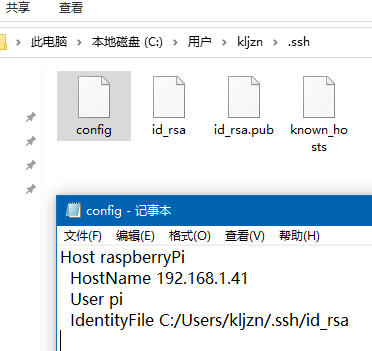 共享
查看
此电脑 › 本地磁盘 (C:) › 用户 › kljzn › .ssh
config
id_rsa
id_rsa.pub
known_hosts
config - 记事本
文件(F) 编辑(E) 格式(O) 查看(V) 帮助(H)
Host raspberryPi
HostName 192.168.1.41
User pi
IdentityFile C:/Users/kljzn/.ssh/id_rsa